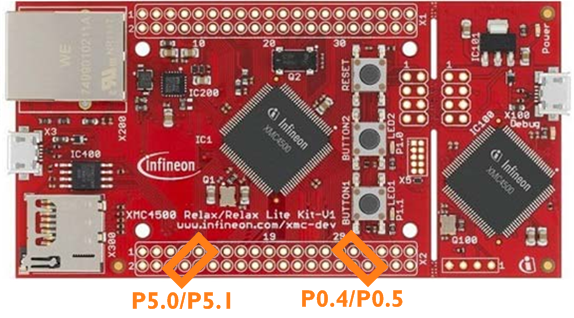 1
2
10
20
30
X1
WE
7499010211A
IC200
Q2
IC101
Power
RESET
X3
X200
IC1
Infineon
XMC4500
BUTTON2
LED2
P1.0
IC100
X100
Debug
IC400
Infineon
Q1
X5
Infineon
XMC4500
BUTTON1
LED1
P1.1
X300
XMC4500 Relax/Relax Lite Kit-V1
www.infineon.com/xmc-dev
Q100
1
2
19
29
X2
P5.0/P5.1
P0.4/P0.5